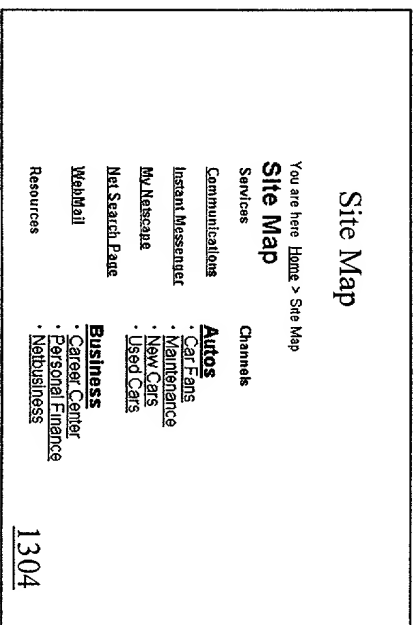 Site Map
You are here Home > Site Map
Site Map
Services
Communications
Instant Messenger
My Netscape
Net Search Page
WebMail
Resources
Channels
Autos
· Car Fans
· Maintenance
· New Cars
· Used Cars
Business
· Career Center
· Personal Finance
· Netbusiness
1304